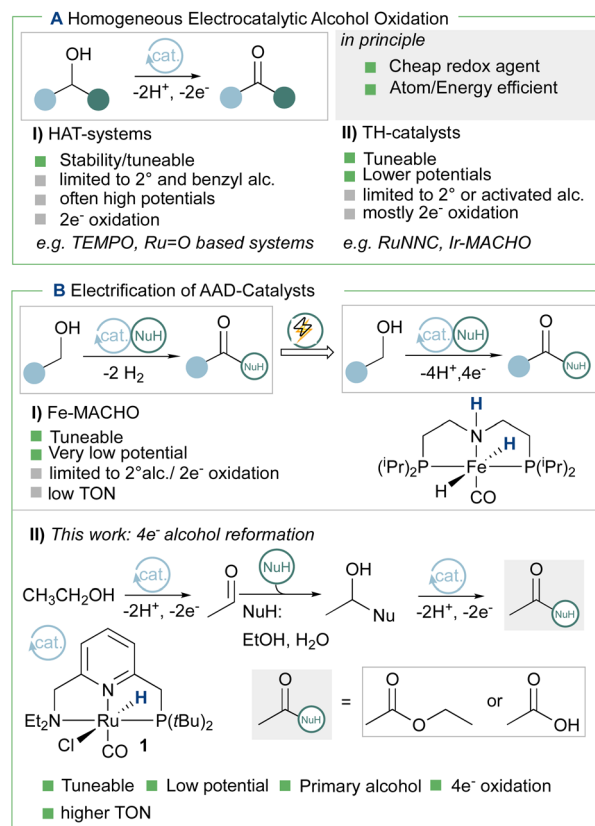 A Homogeneous Electrocatalytic Alcohol Oxidation
OH
cat.
O
-2H⁺, -2e⁻
in principle
Cheap redox agent
Atom/Energy efficient
I) HAT-systems
Stability/tuneable
limited to 2° and benzyl alc.
often high potentials
2e⁻ oxidation
e.g. TEMPO, Ru=O based systems
II) TH-catalysts
Tuneable
Lower potentials
limited to 2° or activated alc.
mostly 2e⁻ oxidation
e.g. RuNNC, Ir-MACHO
B Electrification of AAD-Catalysts
OH
cat. NuH
O
NuH
-2 H₂
OH
cat. NuH
O
NuH
-4H⁺,4e⁻
I) Fe-MACHO
Tuneable
Very low potential
limited to 2°alc./ 2e⁻ oxidation
low TON
H
N H
(ⁱPr)₂P Fe P(ⁱPr)₂
H
CO
II) This work: 4e⁻ alcohol reformation
CH₃CH₂OH
cat.
-2H⁺, -2e⁻
O
NuH
NuH:
EtOH, H₂O
OH
Nu
cat.
-2H⁺, -2e⁻
O
NuH
cat.
N H
Et₂N Ru P(tBu)₂
Cl
CO 1
O
NuH
=
O
O
or
O
OH
Tuneable Low potential Primary alcohol 4e⁻ oxidation
higher TON